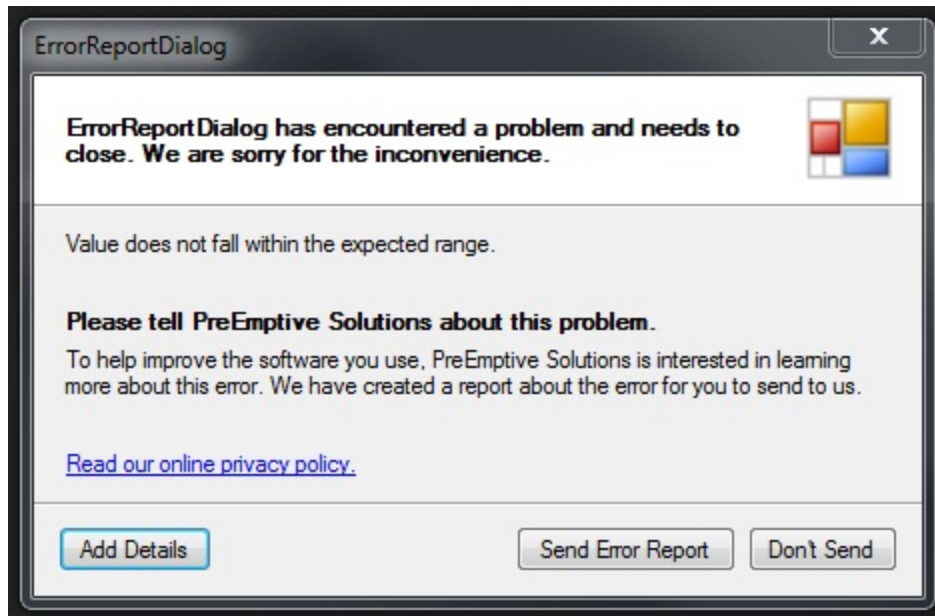 ErrorReportDialog
ErrorReportDialog has encountered a problem and needs to
close. We are sorry for the inconvenience.
Value does not fall within the expected range.
Please tell PreEmptive Solutions about this problem.
To help improve the software you use, PreEmptive Solutions is interested in learning
more about this error. We have created a report about the error for you to send to us.
Read our online privacy policy.
Add Details
Send Error Report
Don't Send